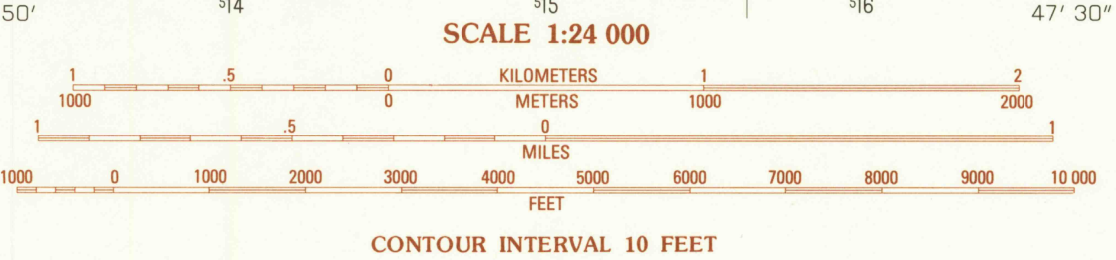 50' ⁵14 ⁵15 ⁵16 47' 30"
SCALE 1:24 000
1 .5 0 KILOMETERS 1 2
1000 0 METERS 1000 2000
1 .5 0 1
MILES
1000 0 1000 2000 3000 4000 5000 6000 7000 8000 9000 10 000
FEET
CONTOUR INTERVAL 10 FEET